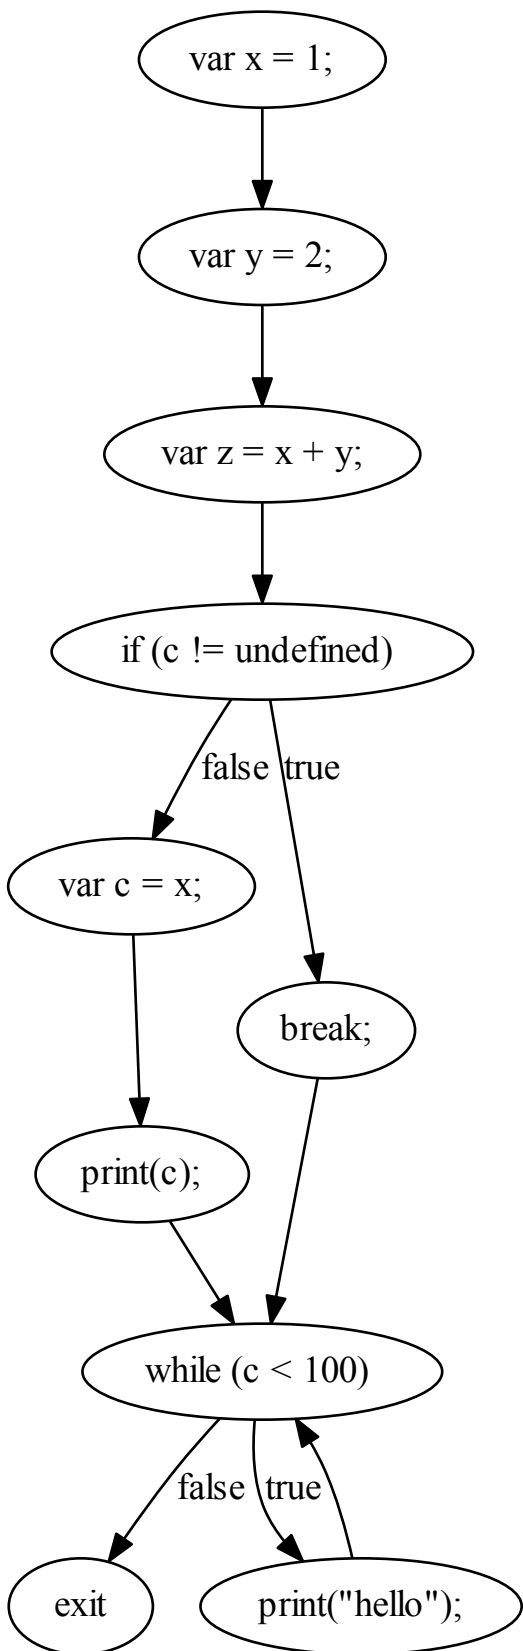 var x = 1;
var y = 2;
var z = x + y;
if (c != undefined)
false
true
var c = x;
break;
print(c);
while (c < 100)
false
true
exit
print("hello");